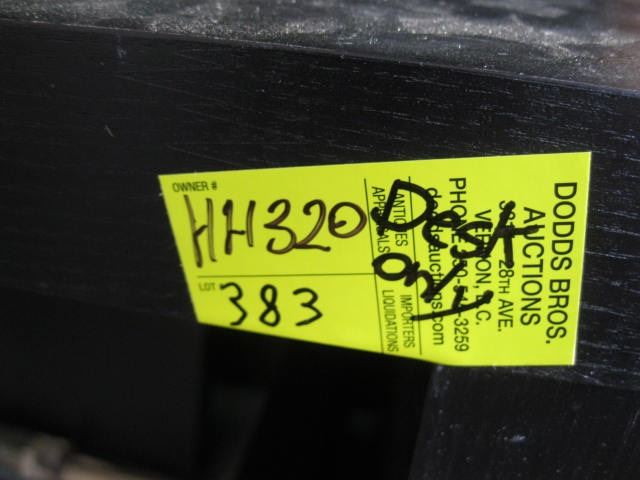 OWNER #
HH320
LOT #
383
Desk
only
ANTIQUES
APPRAISALS
IMPORTERS
LIQUIDATIONS
DODDS BROS.
AUCTIONS
28TH AVE.
VERNON, B.C.
PHONE 3259